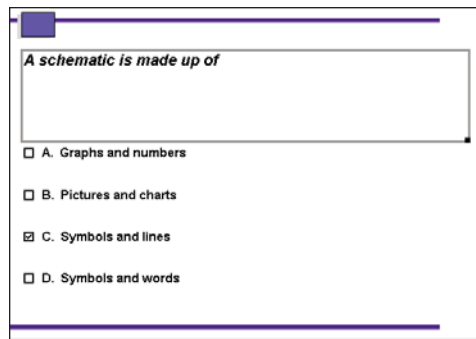 A schematic is made up of
A. Graphs and numbers
B. Pictures and charts
C. Symbols and lines
D. Symbols and words